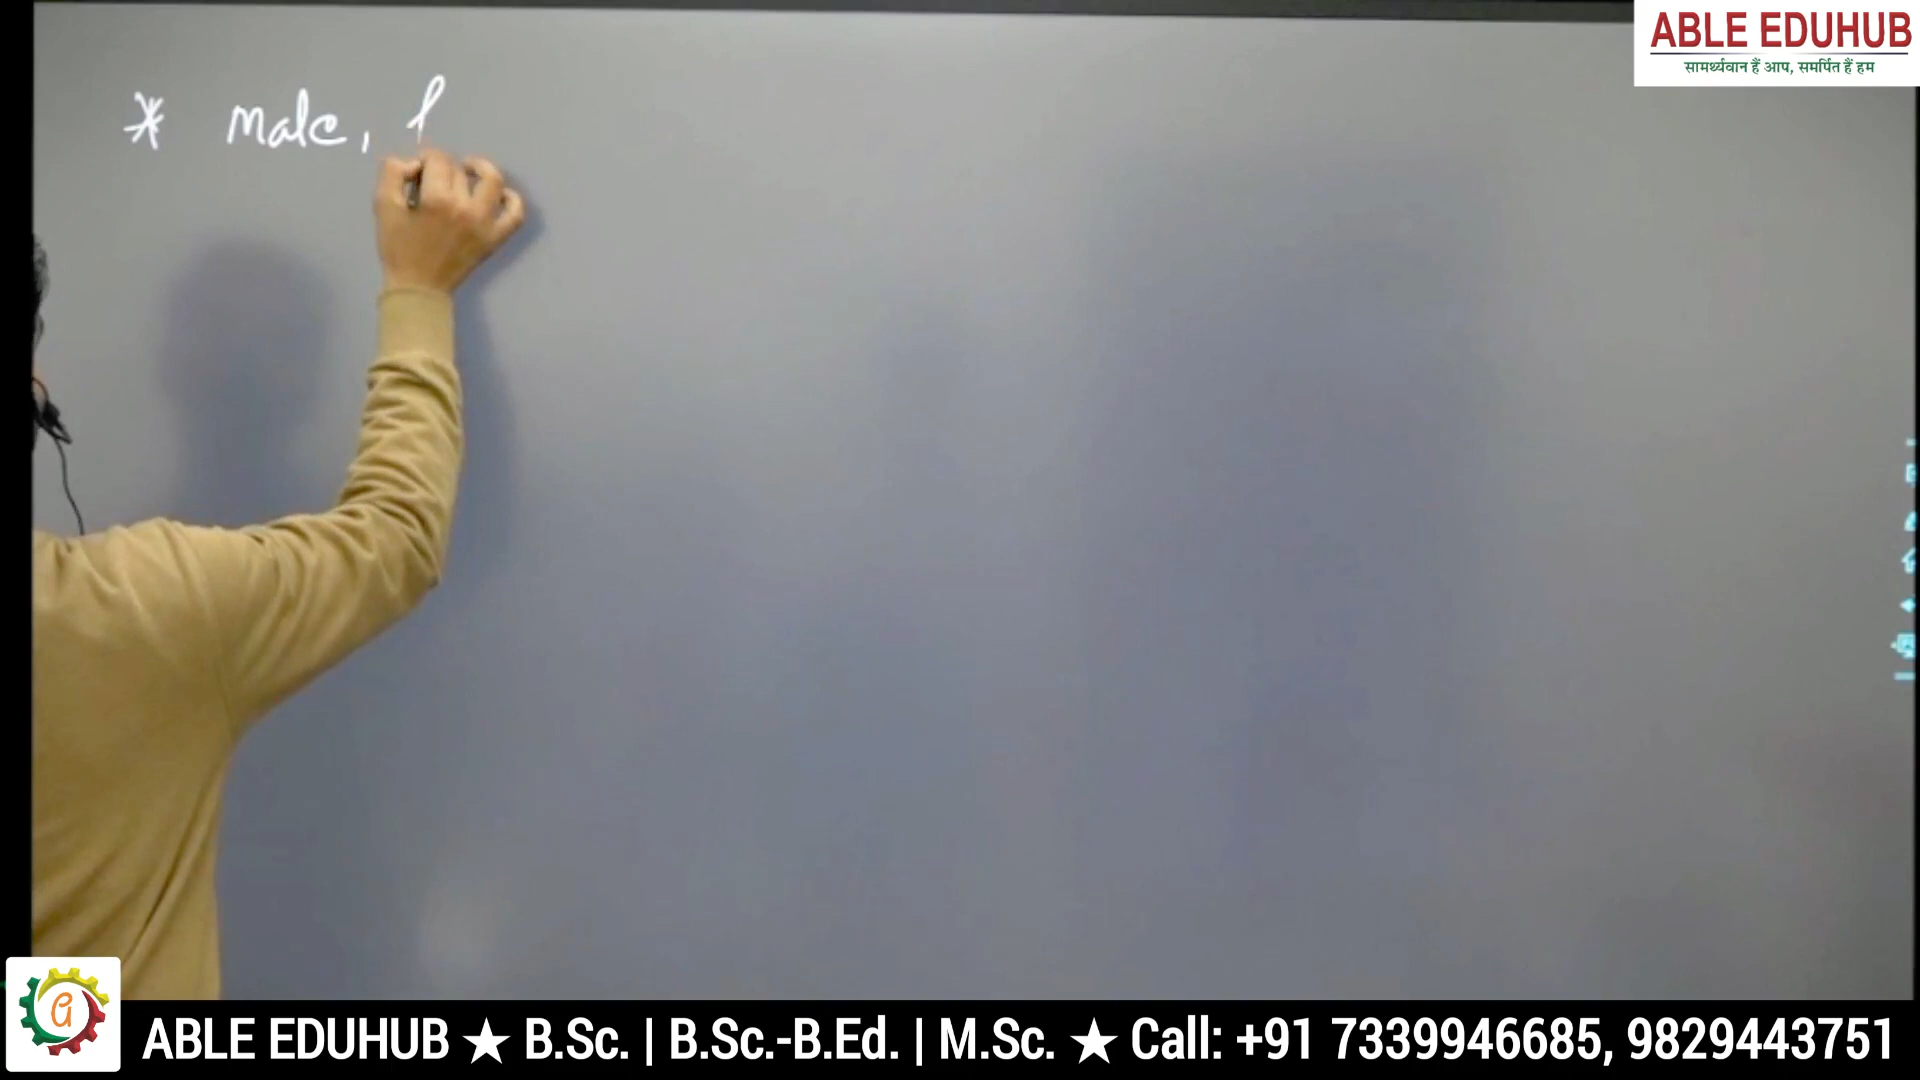 ABLE EDUHUB
सामर्थ्यवान हैं आप, समर्पित हैं हम
* Male, f
ABLE EDUHUB ★ B.Sc. | B.Sc.-B.Ed. | M.Sc. ★ Call: +91 7339946685, 9829443751